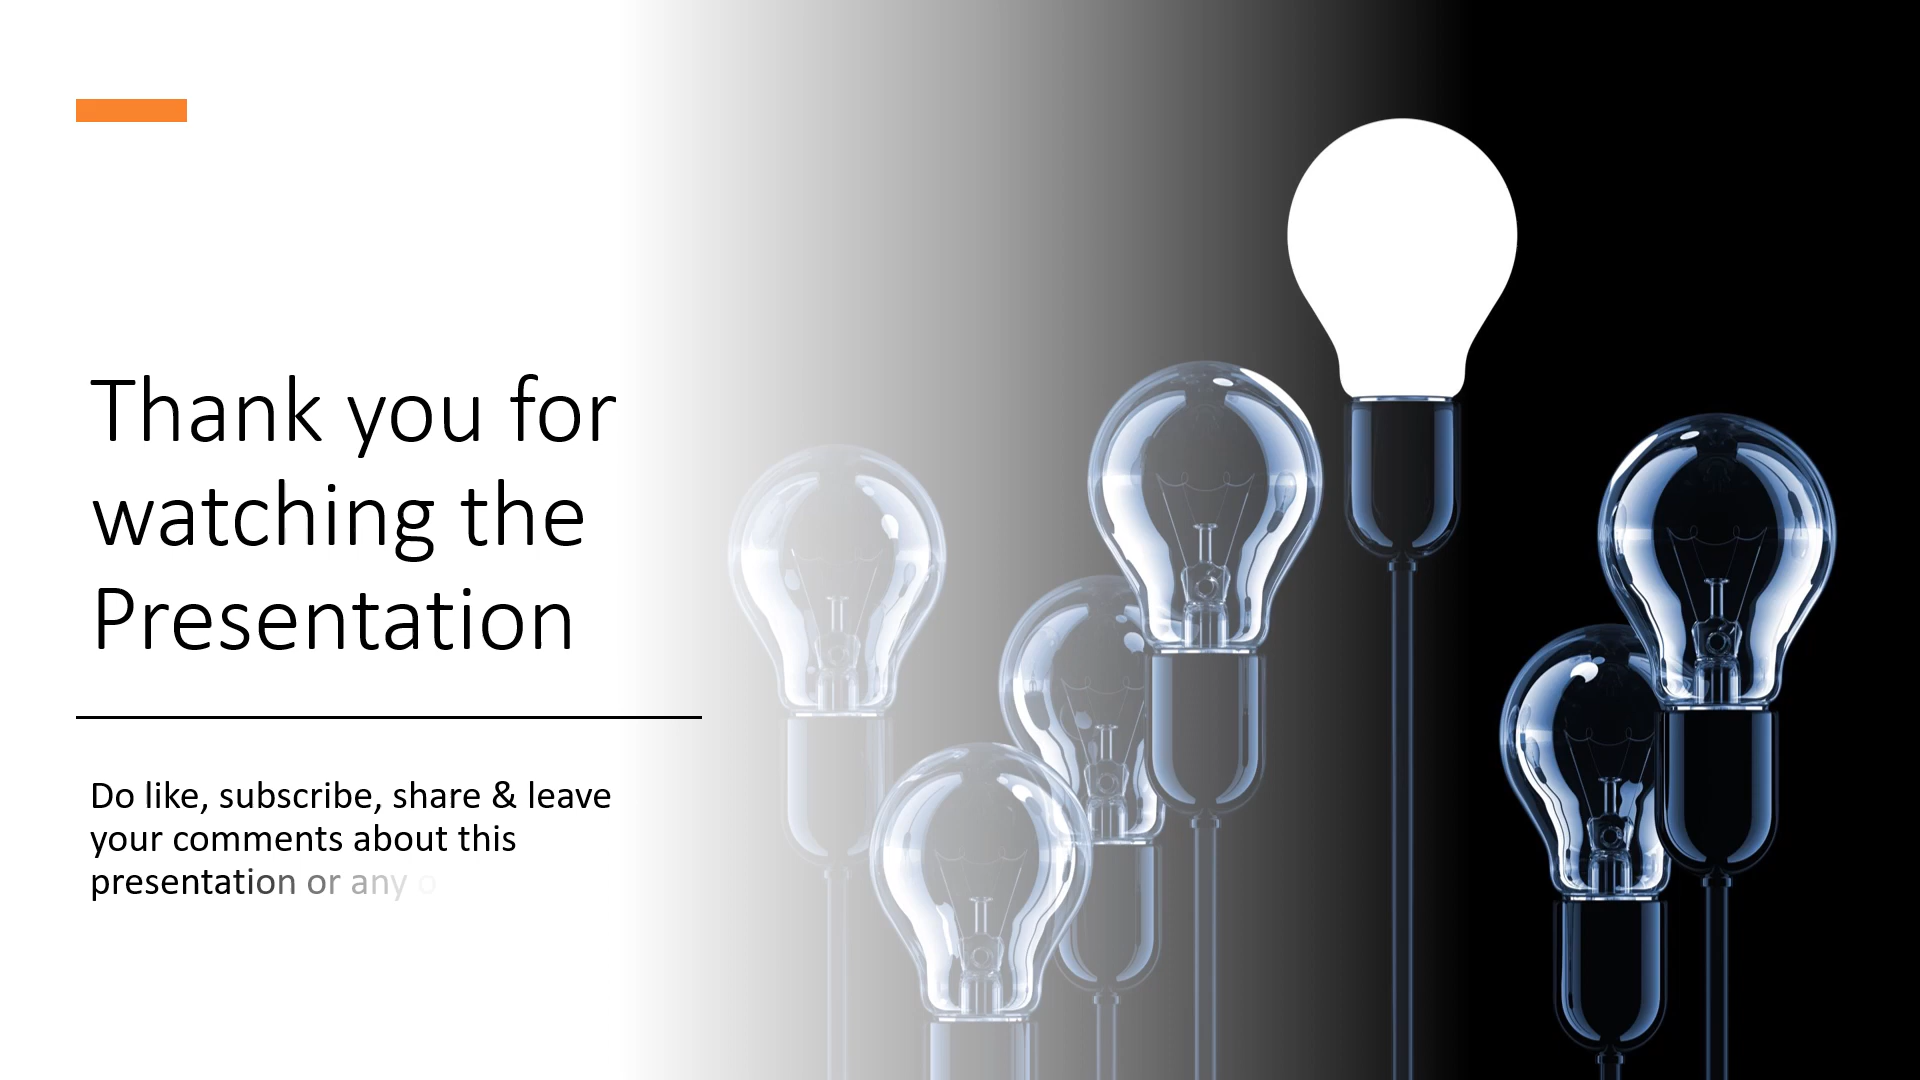 Thank you for
watching the
Presentation
Do like, subscribe, share & leave
your comments about this
presentation or any o